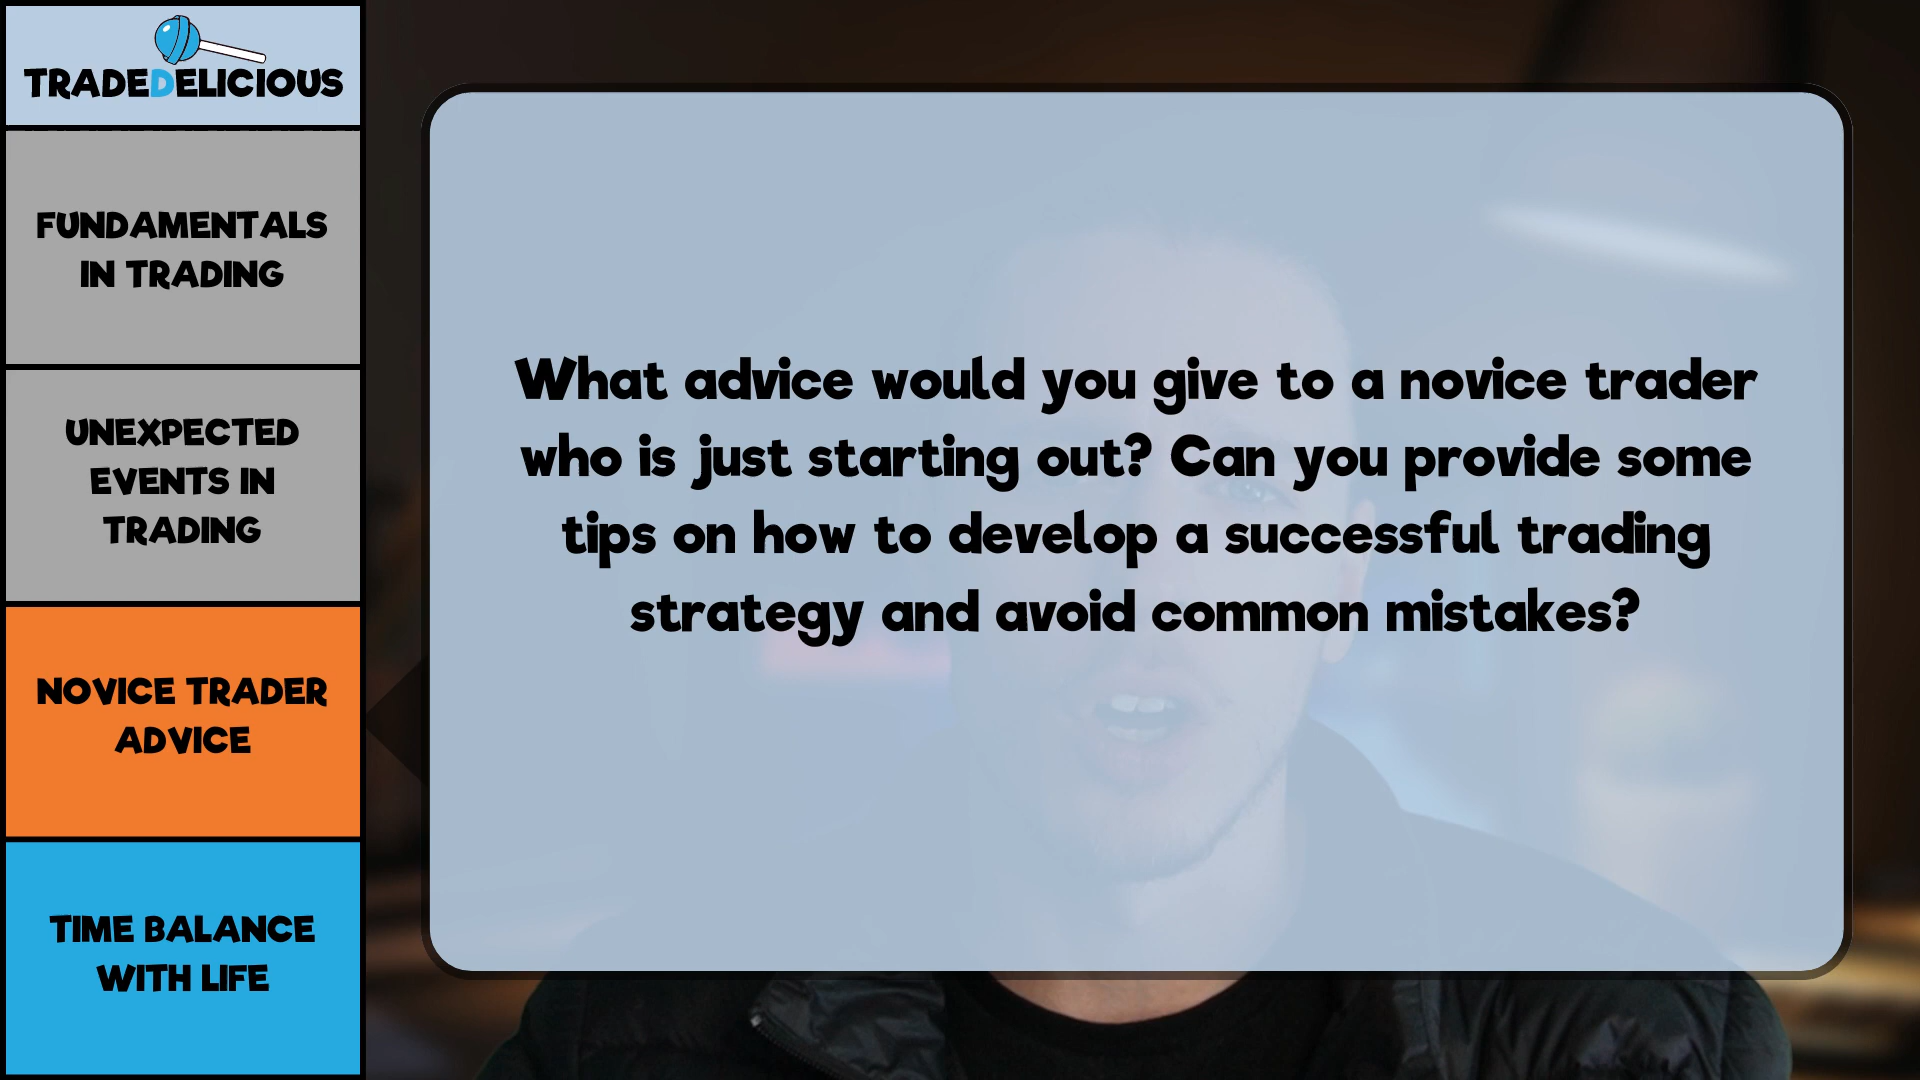 TRADEDELICIOUS
FUNDAMENTALS
IN TRADING
UNEXPECTED
EVENTS IN
TRADING
NOVICE TRADER
ADVICE
TIME BALANCE
WITH LIFE
What advice would you give to a novice trader
who is just starting out? Can you provide some
tips on how to develop a successful trading
strategy and avoid common mistakes?